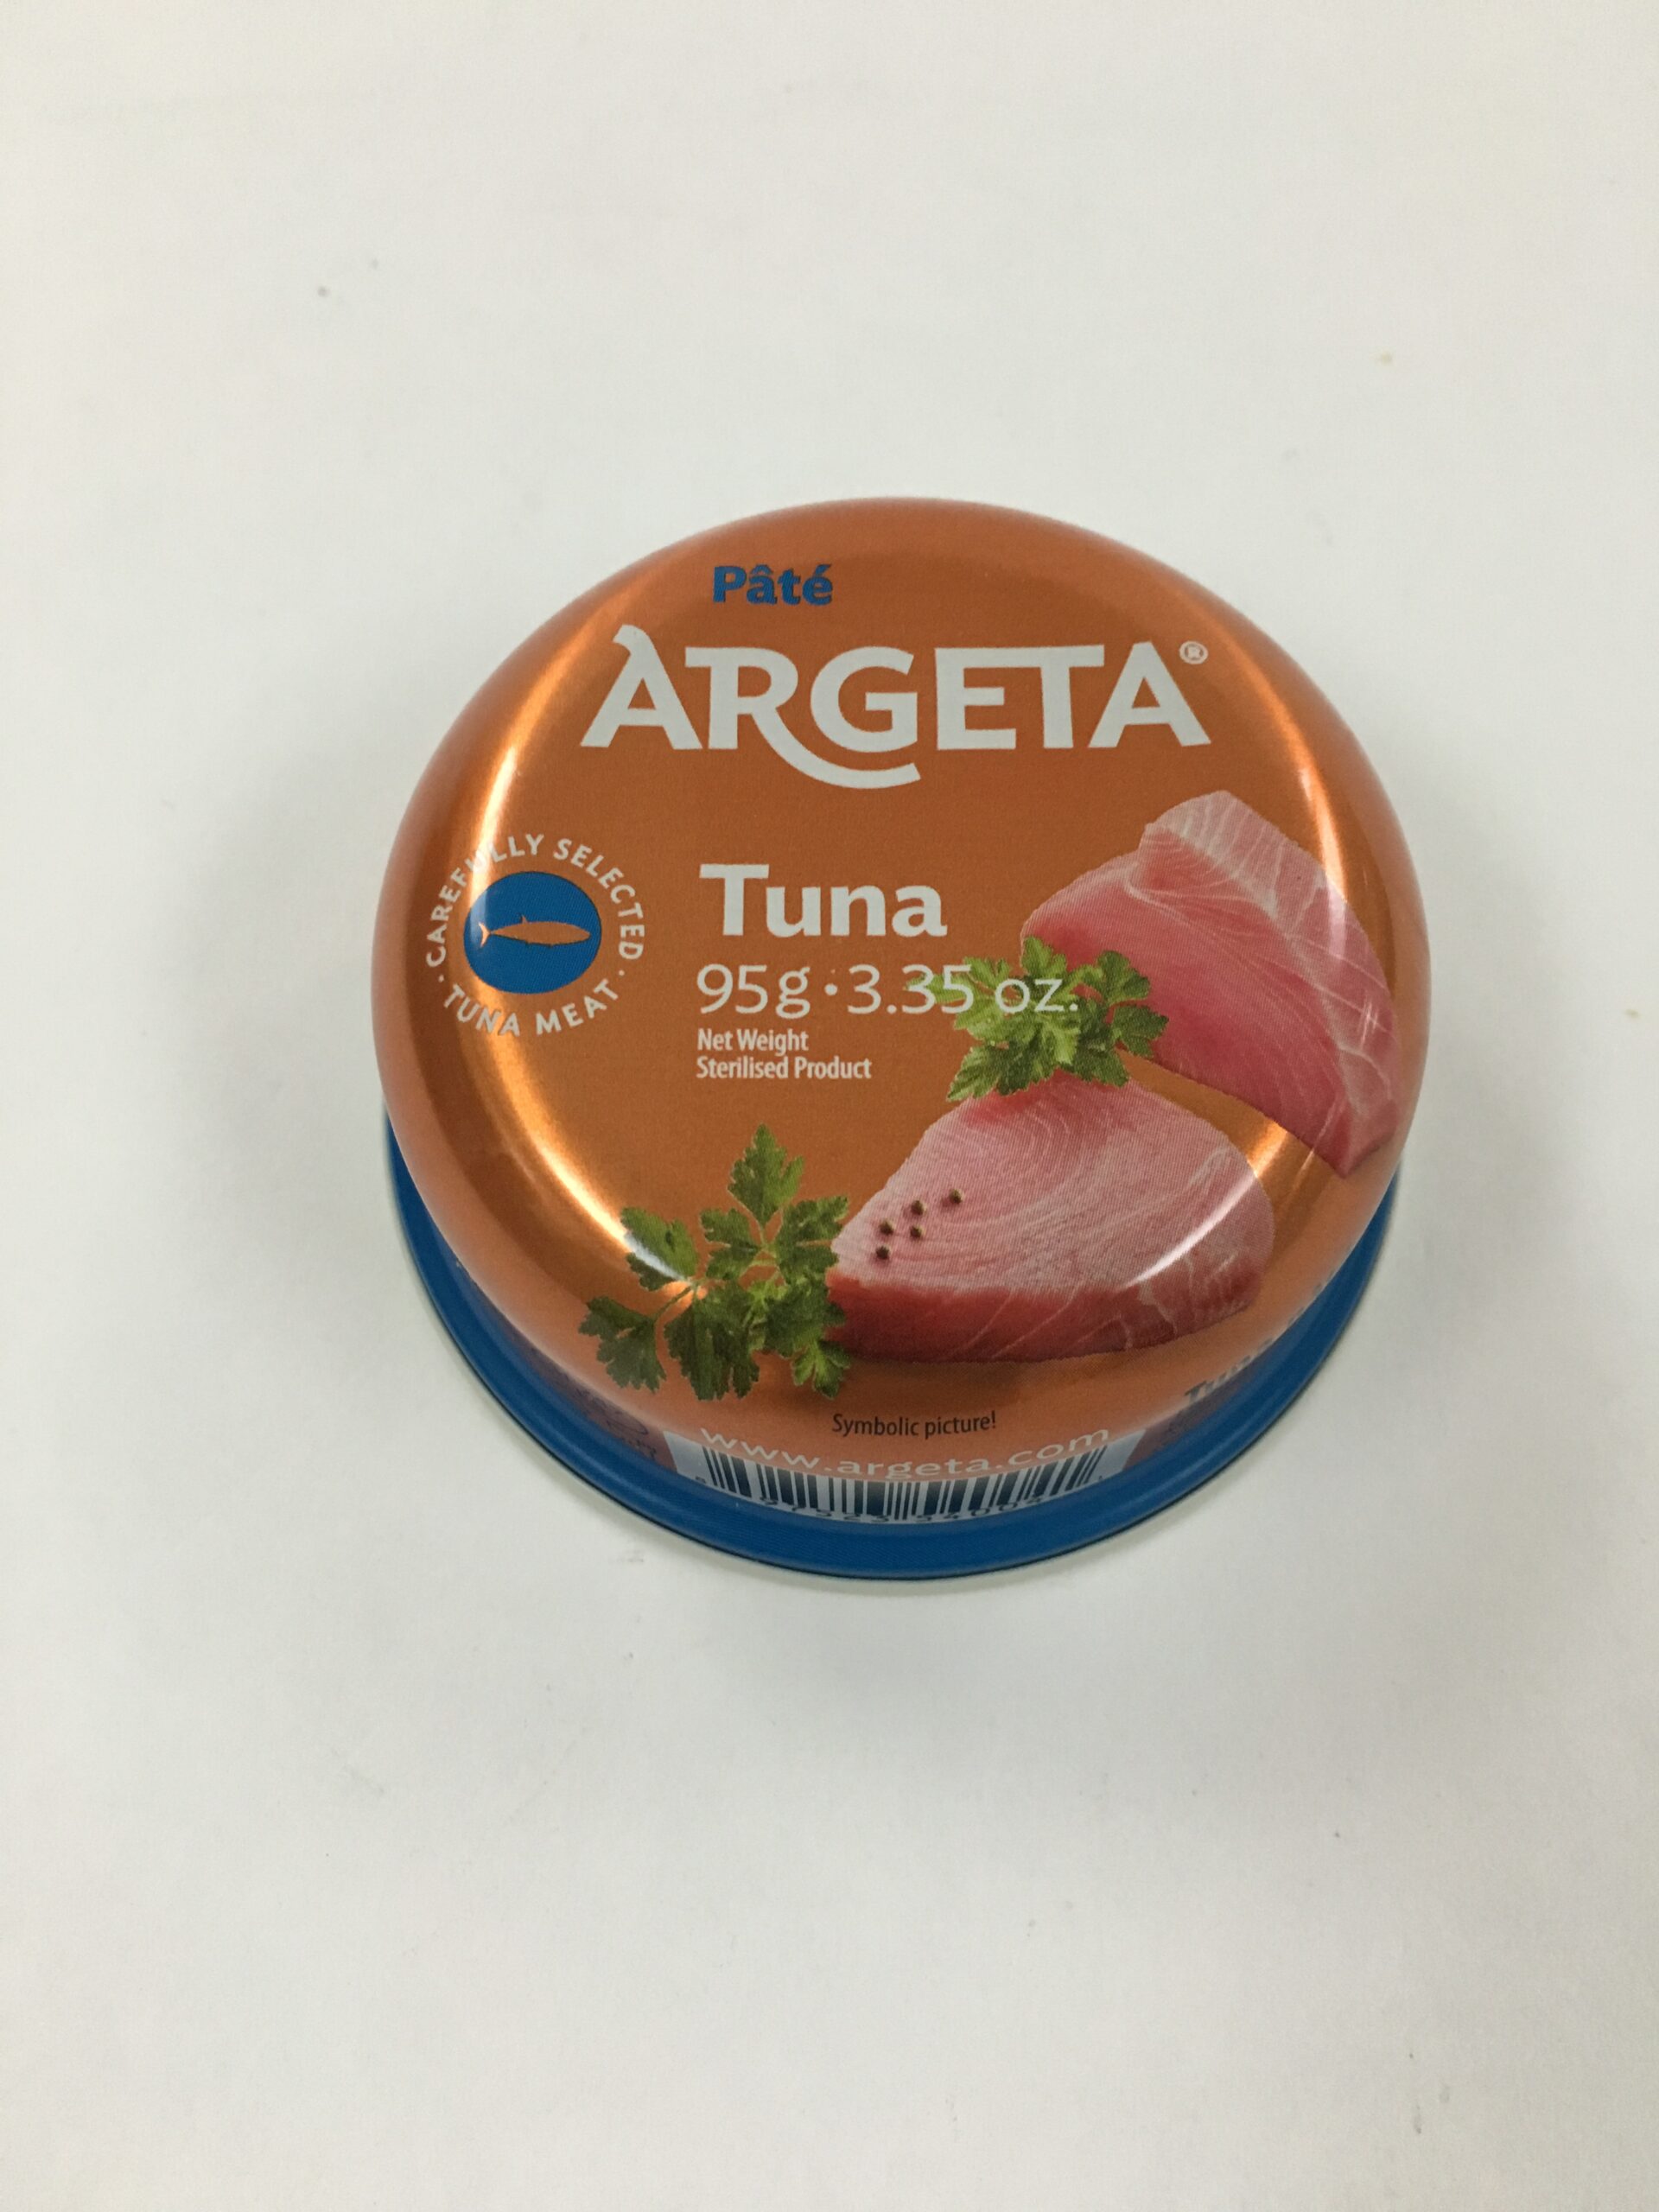 Pâté
ARGETA®
CAREFULLY SELECTED
· TUNA MEAT ·
Tuna
95g · 3.35 oz.
Net Weight
Sterilised Product
Symbolic picture!
www.argeta.com